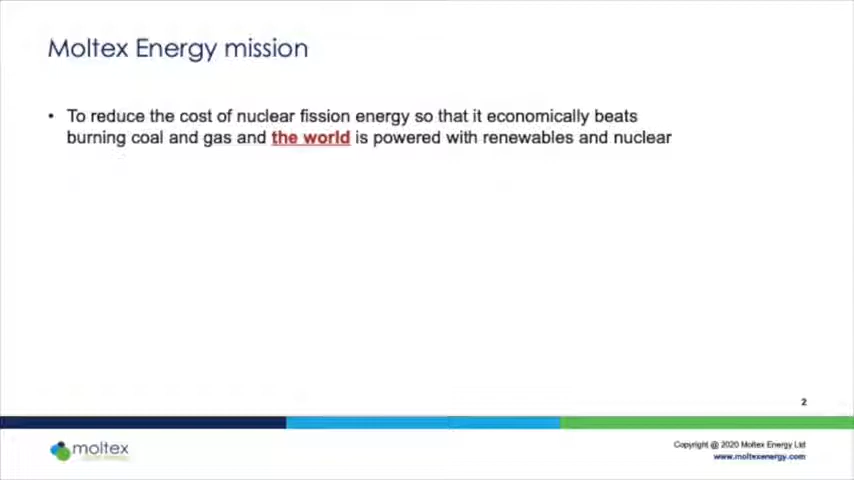 Moltex Energy mission
• To reduce the cost of nuclear fission energy so that it economically beats
burning coal and gas and the world is powered with renewables and nuclear
2
moltex
Copyright @ 2020 Moltex Energy Ltd
www.moltexenergy.com